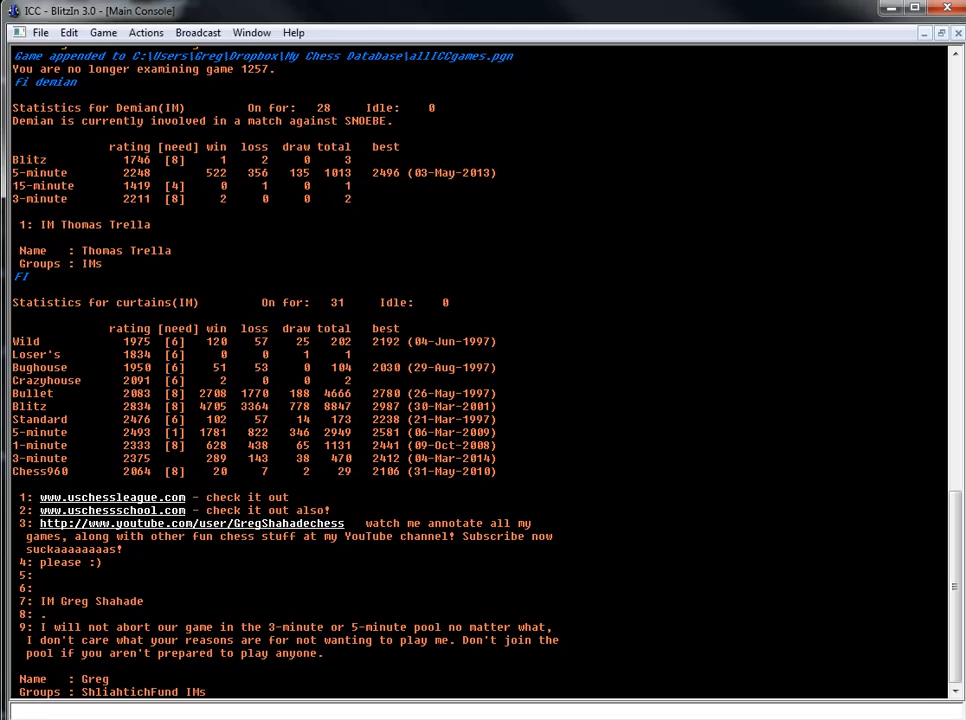 ICC - BlitzIn 3.0 - [Main Console]
File Edit Game Actions Broadcast Window Help
Game appended to C:\Users\Greg\Dropbox\My Chess Database\allICCgames.pgn
You are no longer examining game 1257.
fi demian
Statistics for Demian(IM) On for: 28 Idle: 0
Demian is currently involved in a match against SNOEBE.
rating [need] win loss draw total best
Blitz 1746 [8] 1 2 0 3
5-minute 2248 522 356 135 1013 2496 (03-May-2013)
15-minute 1419 [4] 0 1 0 1
3-minute 2211 [8] 2 0 0 2
1: IM Thomas Trella
Name : Thomas Trella
Groups : IMs
FI
Statistics for curtains(IM) On for: 31 Idle: 0
rating [need] win loss draw total best
Wild 1975 [6] 120 57 25 202 2192 (04-Jun-1997)
Loser's 1834 [6] 0 0 1 1
Bughouse 1950 [6] 51 53 0 104 2030 (29-Aug-1997)
Crazyhouse 2091 [6] 2 0 0 2
Bullet 2083 [8] 2708 1770 188 4666 2780 (26-May-1997)
Blitz 2834 [8] 4705 3364 778 8847 2987 (30-Mar-2001)
Standard 2476 [6] 102 57 14 173 2238 (21-Mar-1997)
5-minute 2493 [1] 1781 822 346 2949 2581 (06-Mar-2009)
1-minute 2333 [8] 628 438 65 1131 2441 (09-Oct-2008)
3-minute 2375 289 143 38 470 2412 (04-Mar-2014)
Chess960 2064 [8] 20 7 2 29 2106 (31-May-2010)
1: www.uschessleague.com - check it out
2: www.uschessschool.com - check it out also!
3: http://www.youtube.com/user/GregShahadechess watch me annotate all my
games, along with other fun chess stuff at my YouTube channel! Subscribe now
suckaaaaaaaas!
4: please :)
5:
6:
7: IM Greg Shahade
8: .
9: I will not abort our game in the 3-minute or 5-minute pool no matter what,
I don't care what your reasons are for not wanting to play me. Don't join the
pool if you aren't prepared to play anyone.
Name : Greg
Groups : ShliahtichFund IMs